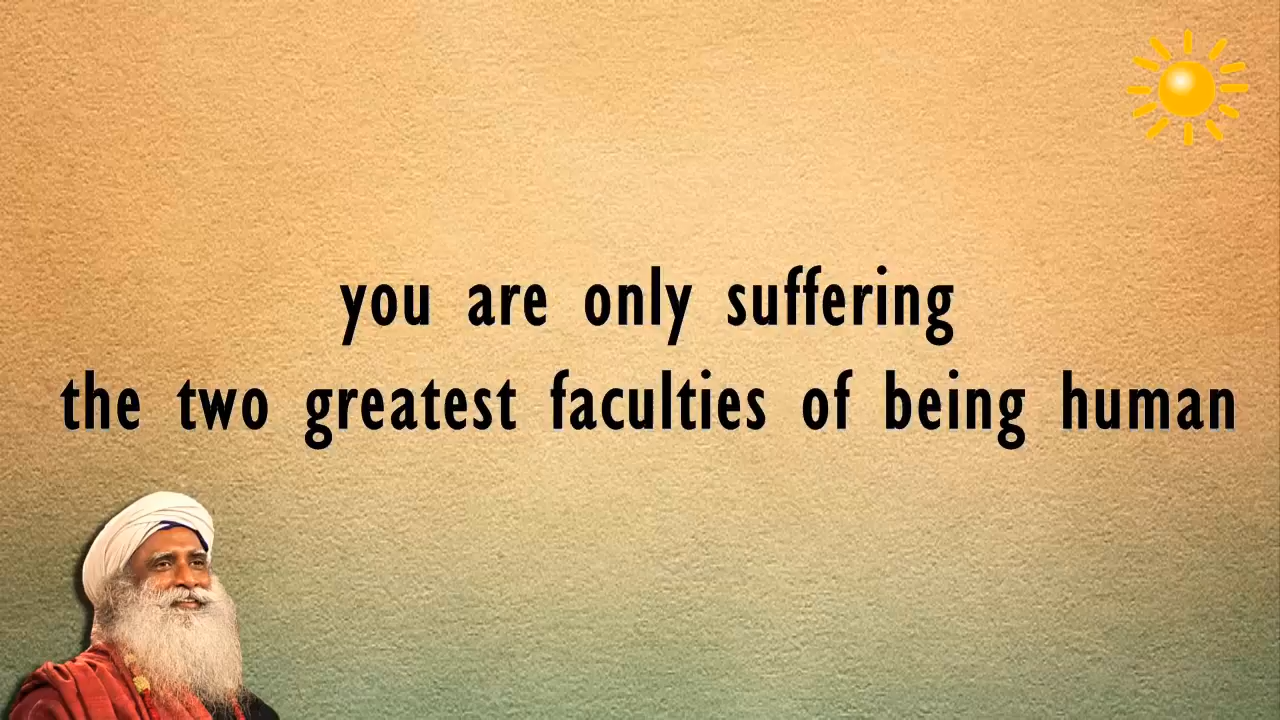 you are only suffering
the two greatest faculties of being human